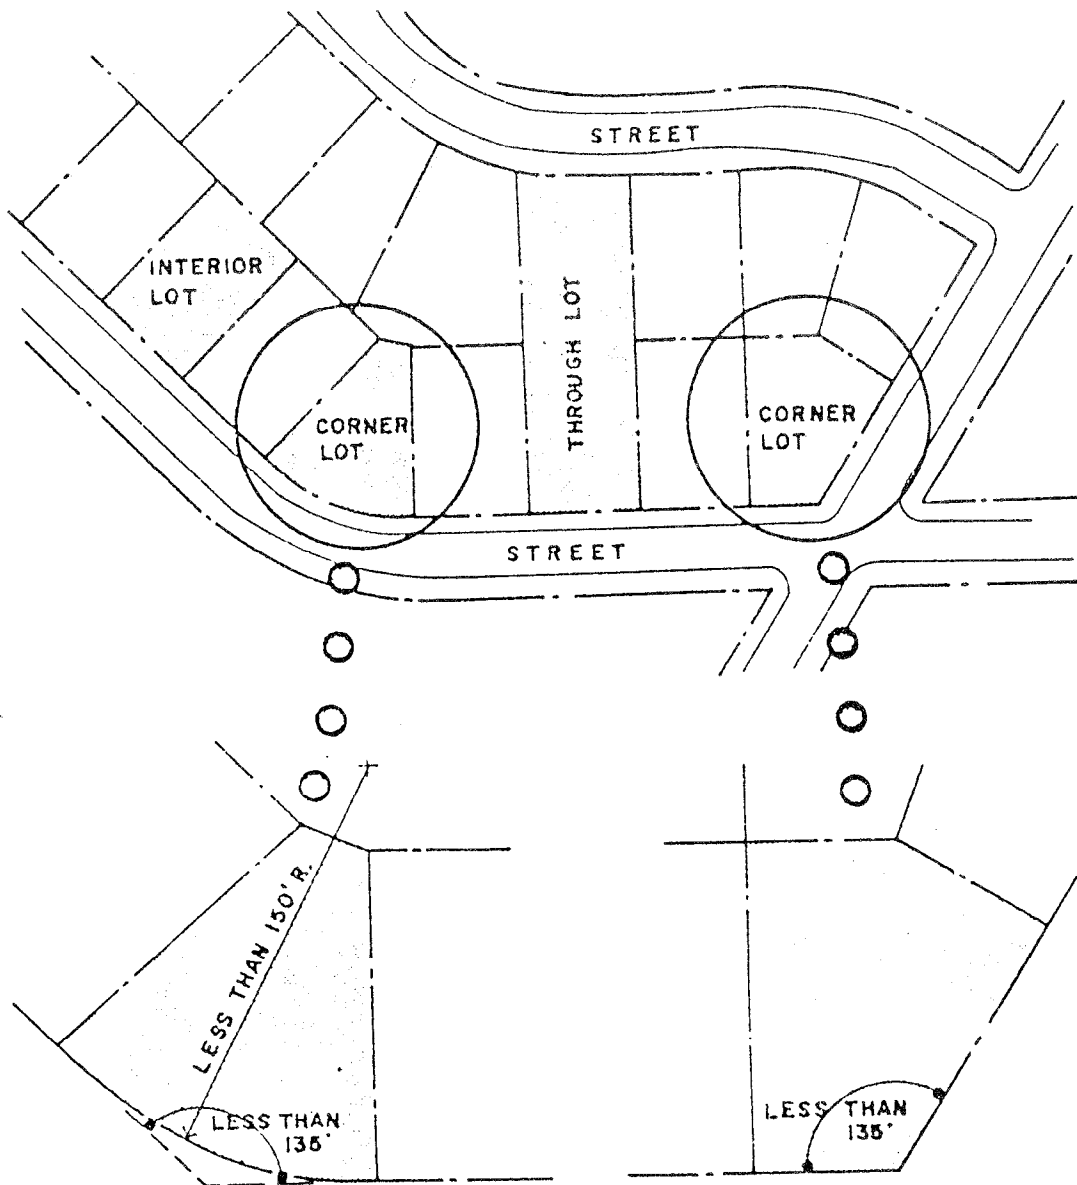 STREET
INTERIOR
LOT
THROUGH LOT
CORNER
LOT
CORNER
LOT
STREET
LESS THAN 150' R.
LESS THAN
135°
LESS THAN
135°